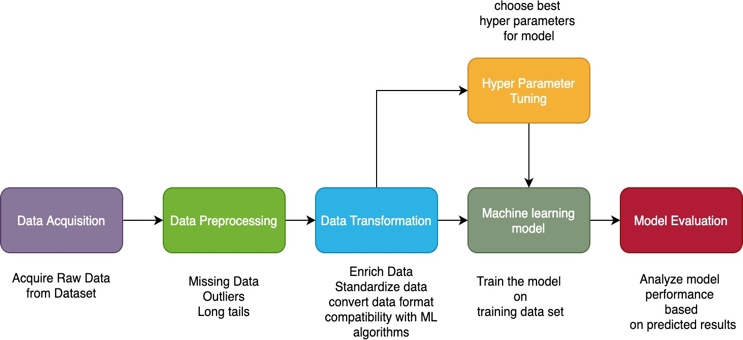 choose best
hyper parameters
for model
Hyper Parameter
Tuning
Data Acquisition
Data Preprocessing
Data Transformation
Machine learning
model
Model Evaluation
Acquire Raw Data
from Dataset
Missing Data
Outliers
Long tails
Enrich Data
Standardize data
convert data format
compatibility with ML
algorithms
Train the model
on
training data set
Analyze model
performance
based
on predicted results